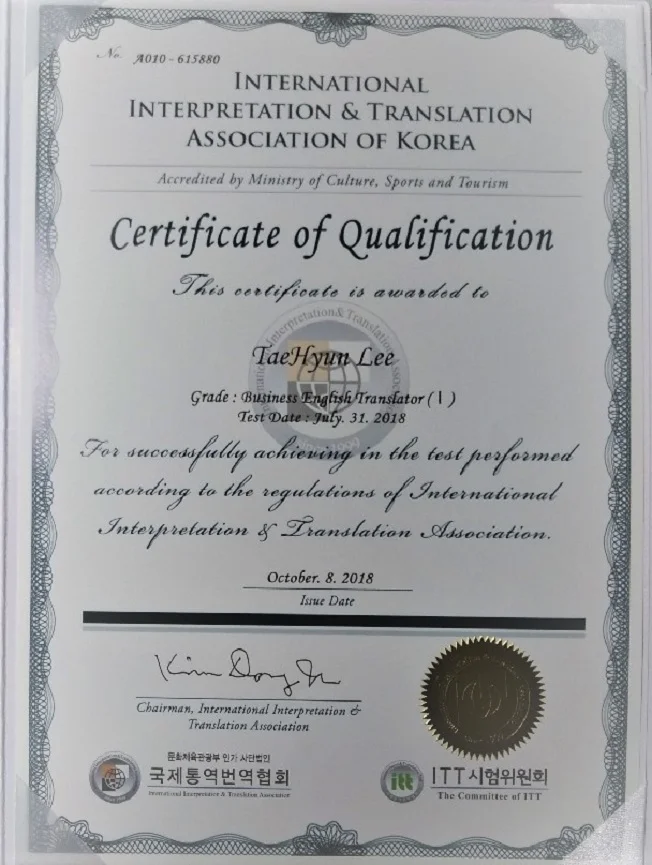 No. A010-615880
INTERNATIONAL
INTERPRETATION & TRANSLATION
ASSOCIATION OF KOREA
Accredited by Ministry of Culture, Sports and Tourism
Certificate of Qualification
This certificate is awarded to
TaeHyun Lee
Grade : Business English Translator ( I )
Test Date : July. 31. 2018
For successfully achieving in the test performed
according to the regulations of International
Interpretation & Translation Association.
October. 8. 2018
Issue Date
Chairman, International Interpretation &
Translation Association
문화체육관광부 인가 사단법인
국제통역번역협회
International Interpretation & Translation Association
itt
ITT시험위원회
The Committee of ITT